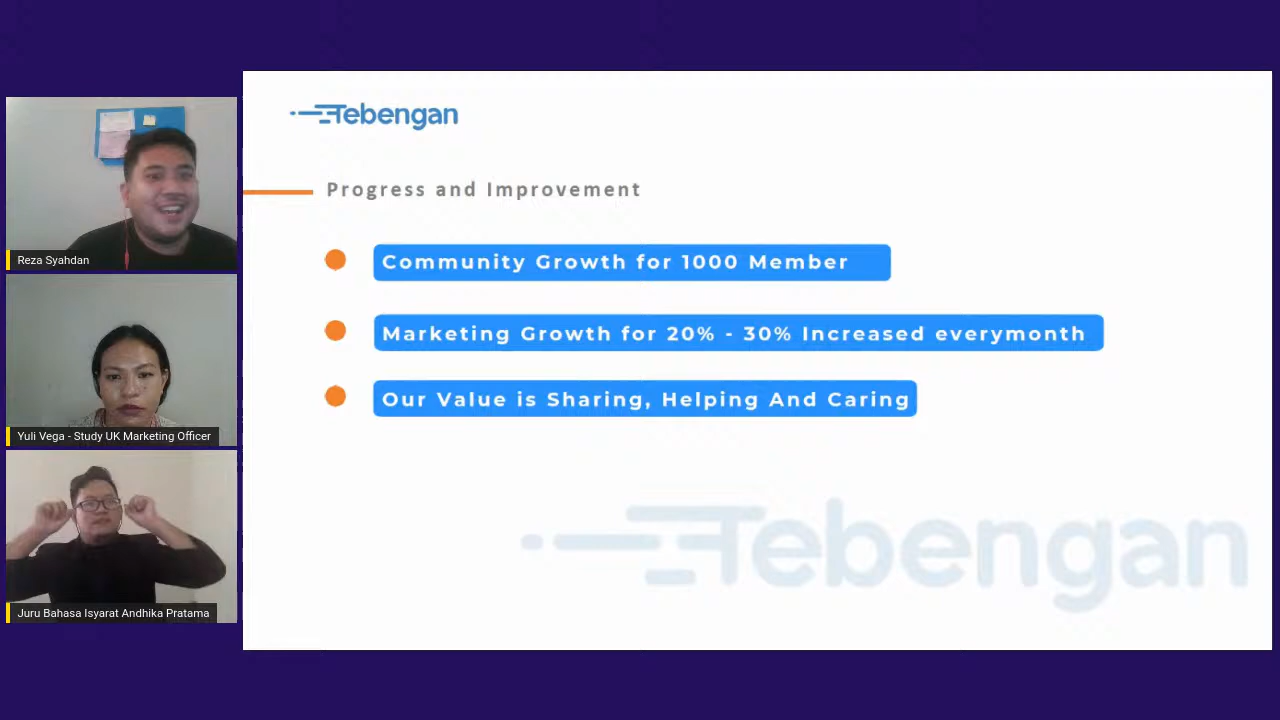 Tebengan
Progress and Improvement
Community Growth for 1000 Member
Marketing Growth for 20% - 30% Increased everymonth
Our Value is Sharing, Helping And Caring
Tebengan
Reza Syahdan
Yuli Vega - Study UK Marketing Officer
Juru Bahasa Isyarat Andhika Pratama